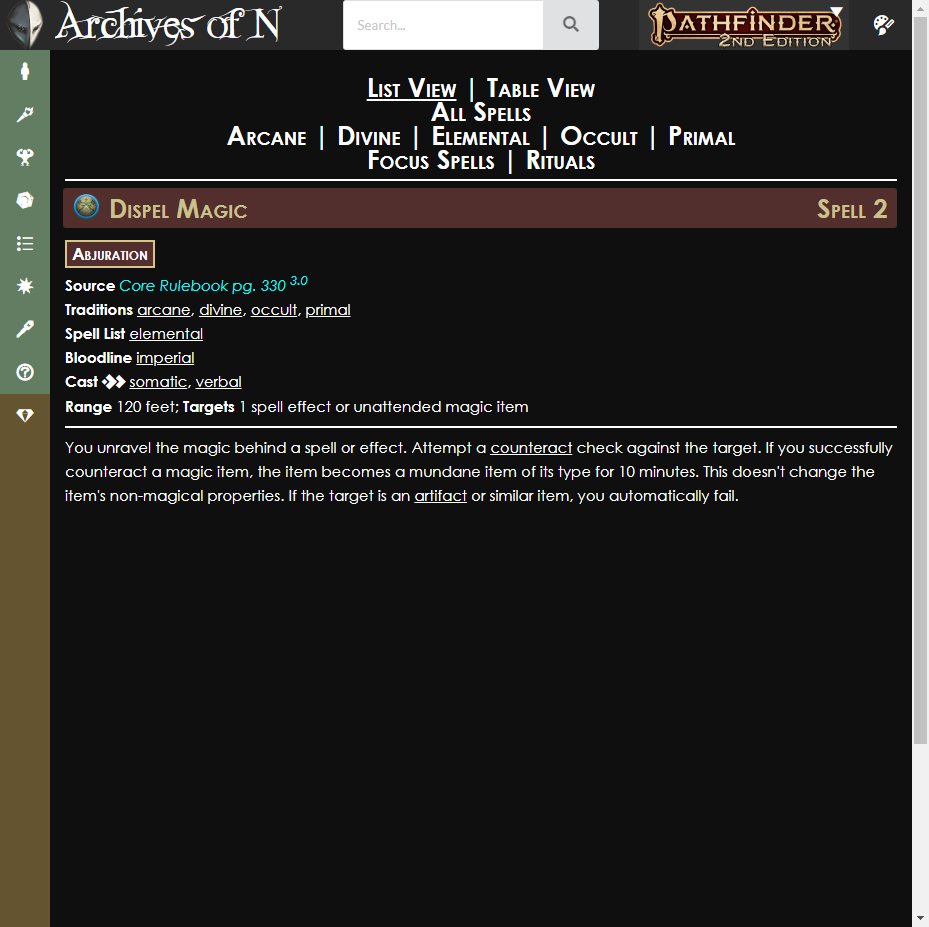 Archives of N
Search...
PATHFINDER
2ND EDITION
List View | Table View
All Spells
Arcane | Divine | Elemental | Occult | Primal
Focus Spells | Rituals
Dispel Magic Spell 2
Abjuration
Source Core Rulebook pg. 330 3.0
Traditions arcane, divine, occult, primal
Spell List elemental
Bloodline imperial
Cast somatic, verbal
Range 120 feet; Targets 1 spell effect or unattended magic item
You unravel the magic behind a spell or effect. Attempt a counteract check against the target. If you successfully
counteract a magic item, the item becomes a mundane item of its type for 10 minutes. This doesn't change the
item's non-magical properties. If the target is an artifact or similar item, you automatically fail.